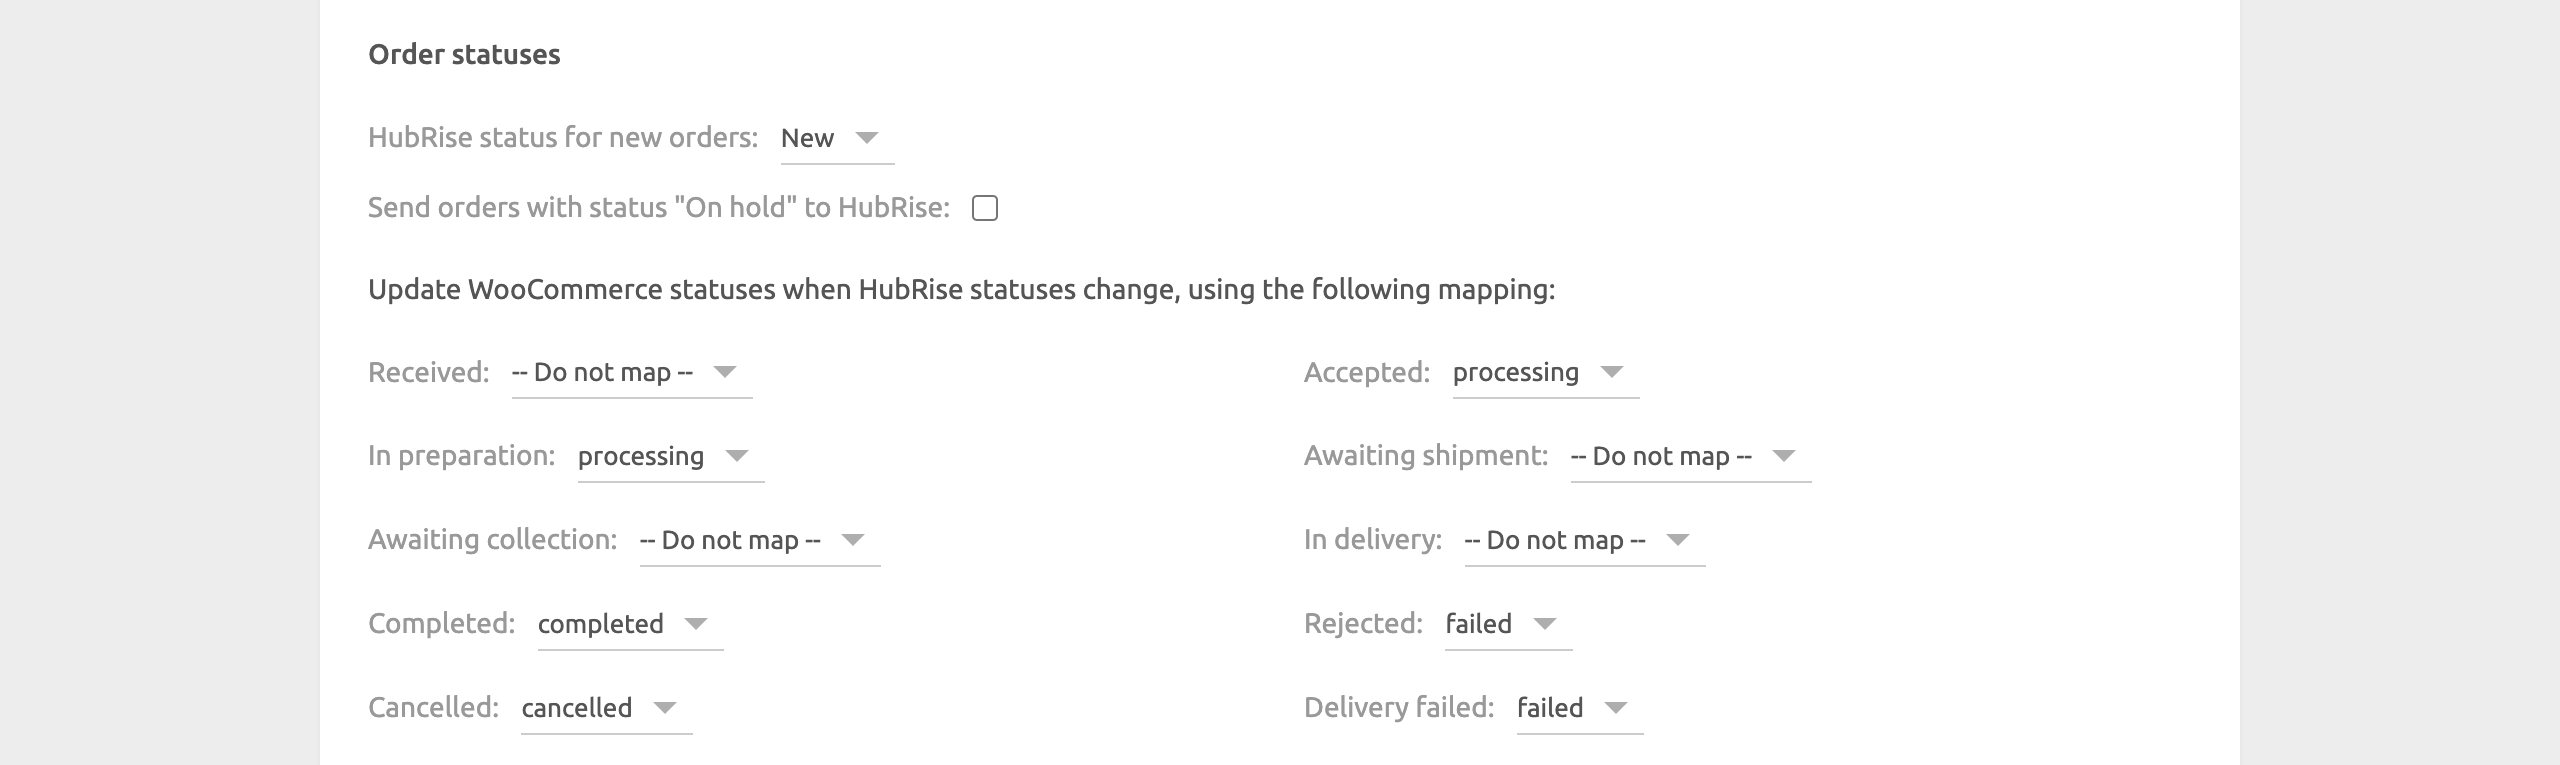 Order statuses
HubRise status for new orders: New
Send orders with status "On hold" to HubRise:
Update WooCommerce statuses when HubRise statuses change, using the following mapping:
Received: -- Do not map -- Accepted: processing
In preparation: processing Awaiting shipment: -- Do not map --
Awaiting collection: -- Do not map -- In delivery: -- Do not map --
Completed: completed Rejected: failed
Cancelled: cancelled Delivery failed: failed